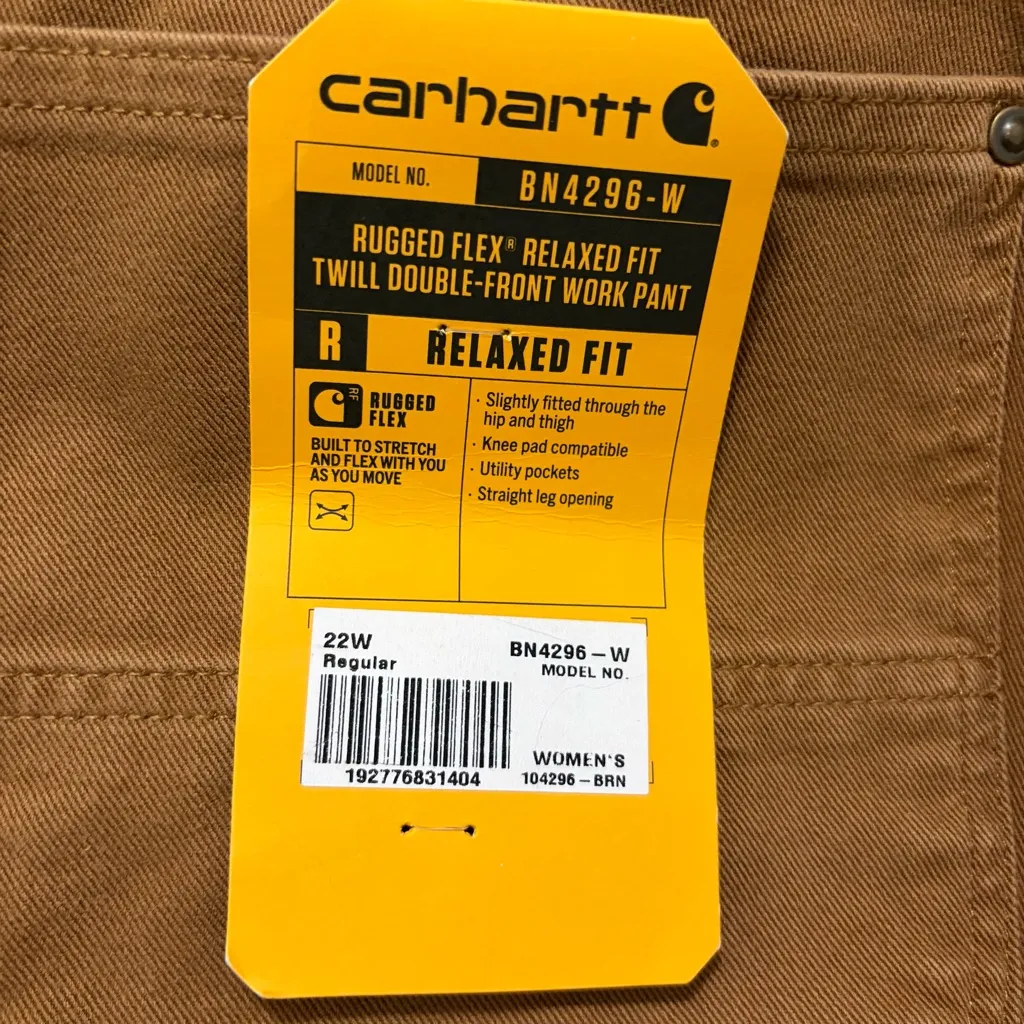 carhartt
MODEL NO. BN4296-W
RUGGED FLEX® RELAXED FIT
TWILL DOUBLE-FRONT WORK PANT
R RELAXED FIT
RF
RUGGED
FLEX
BUILT TO STRETCH
AND FLEX WITH YOU
AS YOU MOVE
· Slightly fitted through the
hip and thigh
· Knee pad compatible
· Utility pockets
· Straight leg opening
22W
Regular
BN4296 – W
MODEL NO.
192776831404
WOMEN'S
104296 – BRN